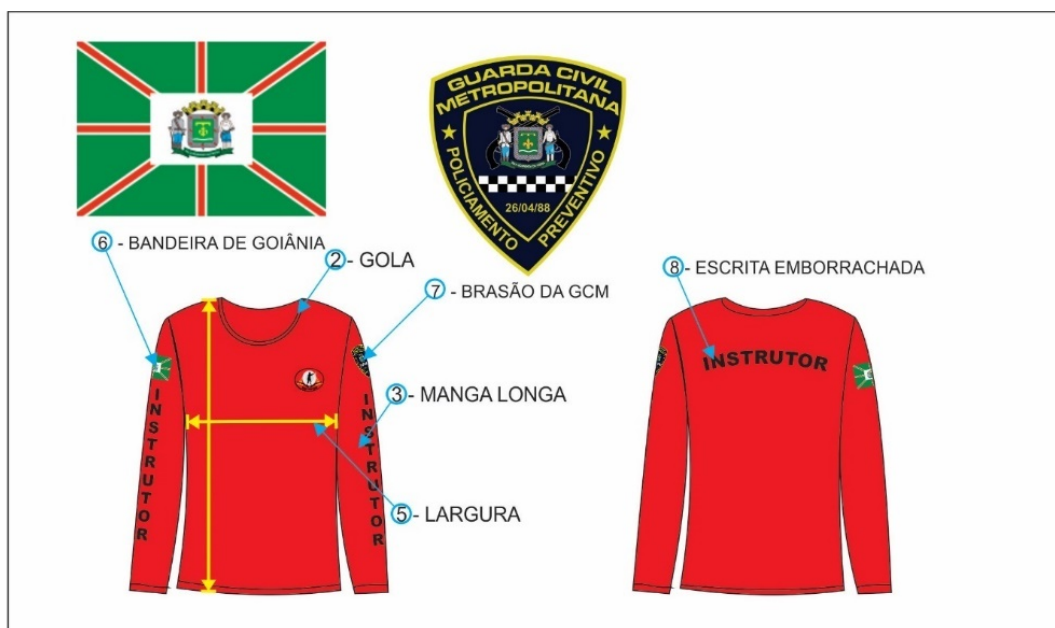 GUARDA CIVIL
METROPOLITANA
POLICIAMENTO
PREVENTIVO
26/04/88
6 - BANDEIRA DE GOIÂNIA
2 - GOLA
7 - BRASÃO DA GCM
8 - ESCRITA EMBORRACHADA
INSTRUTOR
INSTRUTOR
INSTRUTOR
3 - MANGA LONGA
5 - LARGURA